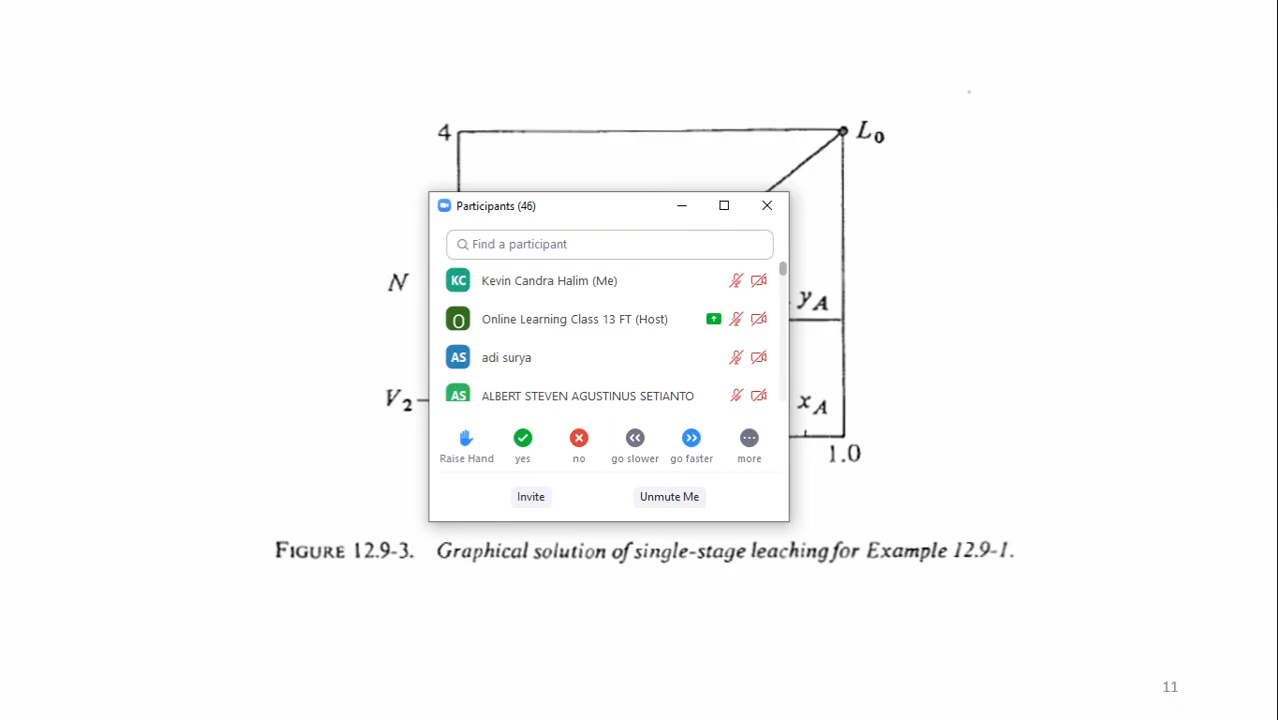 4
L0
Participants (46)
Find a participant
N
KC
Kevin Candra Halim (Me)
yA
O
Online Learning Class 13 FT (Host)
AS
adi surya
V2
AS
ALBERT STEVEN AGUSTINUS SETIANTO
xA
Raise Hand
yes
no
go slower
go faster
more
1.0
Invite
Unmute Me
FIGURE 12.9-3. Graphical solution of single-stage leaching for Example 12.9-1.
11